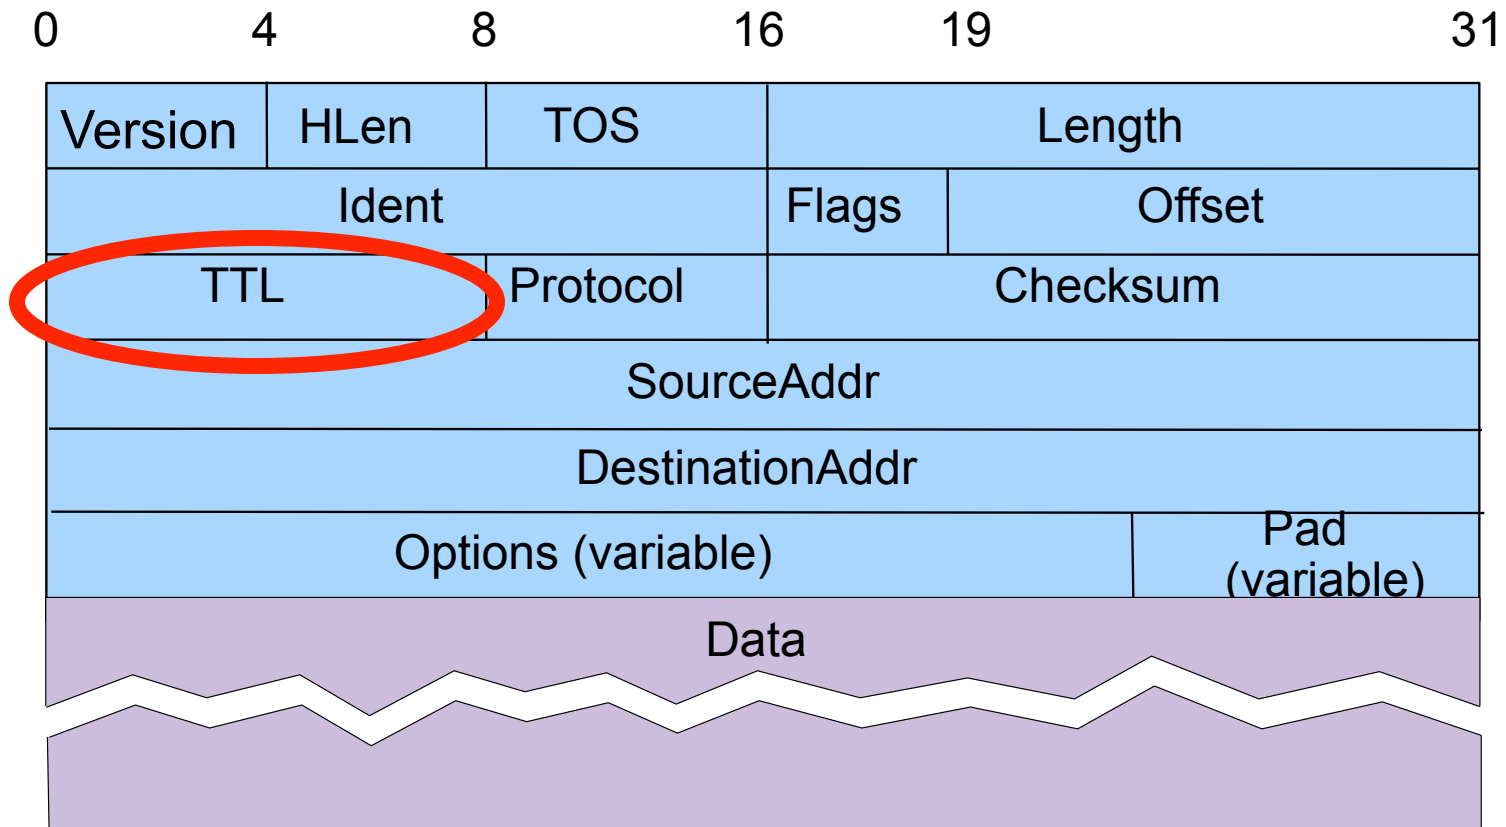 0 4 8 16 19 31
Version HLen TOS Length
Ident Flags Offset
TTL Protocol Checksum
SourceAddr
DestinationAddr
Options (variable) Pad
(variable)
Data